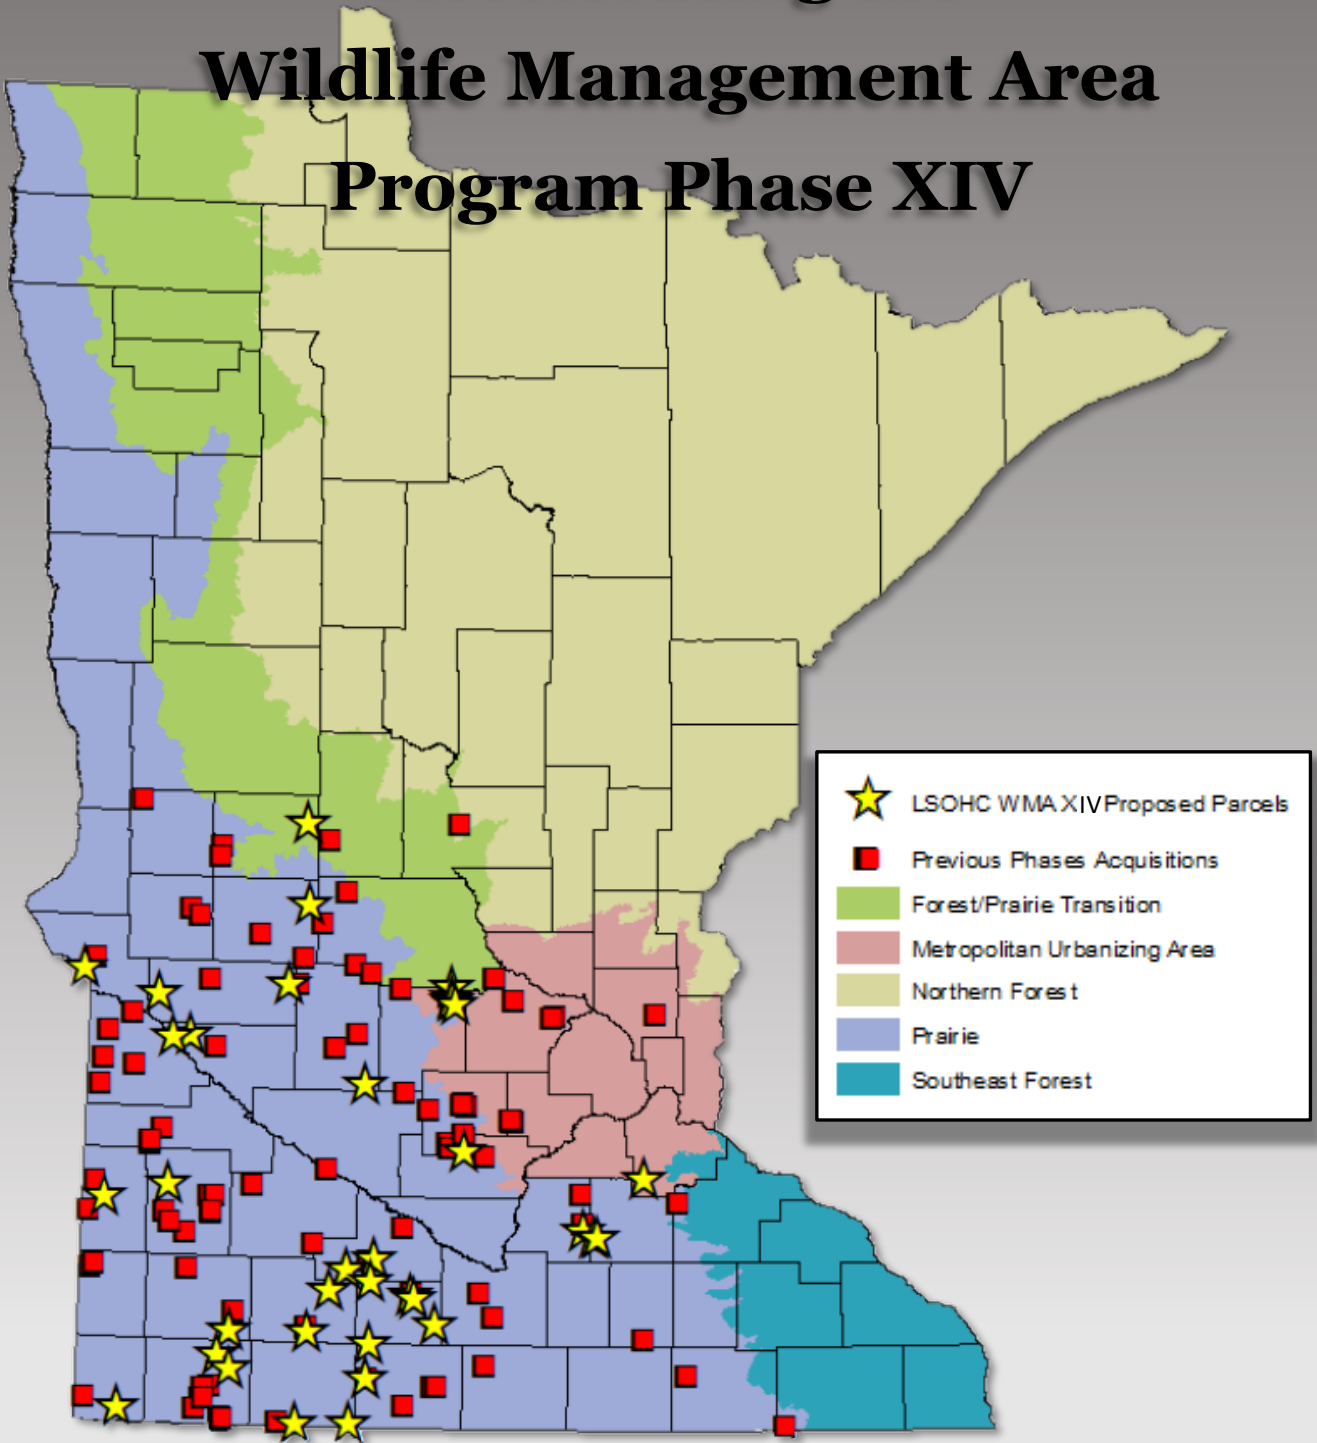 Wildlife Management Area
Program Phase XIV
LSOHC WMA XIV Proposed Parcels
Previous Phases Acquisitions
Forest/Prairie Transition
Metropolitan Urbanizing Area
Northern Forest
Prairie
Southeast Forest